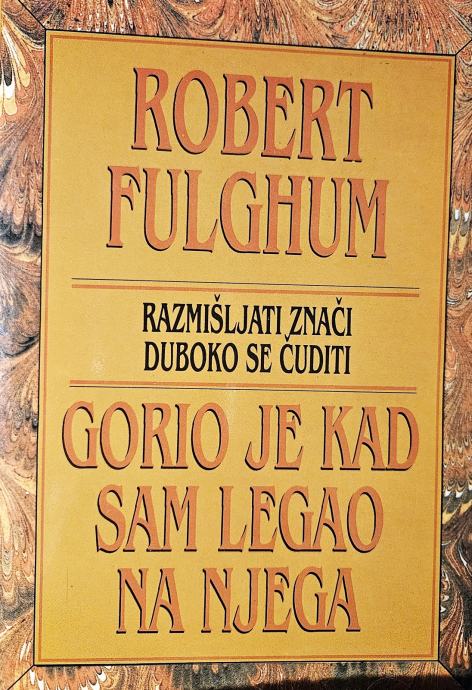 ROBERT
FULGHUM
RAZMIŠLJATI ZNAČI
DUBOKO SE ČUDITI
GORIO JE KAD
SAM LEGAO
NA NJEGA